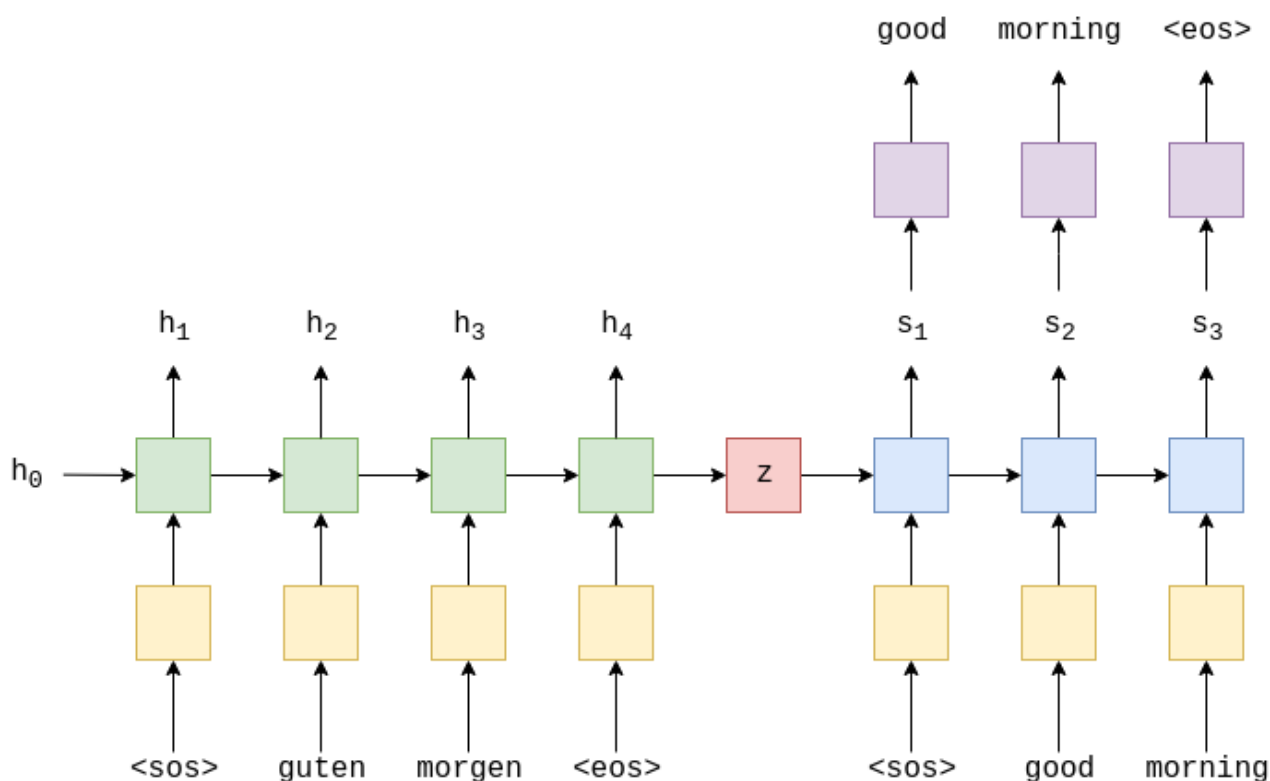 good morning <eos>
h₁ h₂ h₃ h₄ s₁ s₂ s₃
h₀ z
<sos> guten morgen <eos> <sos> good morning